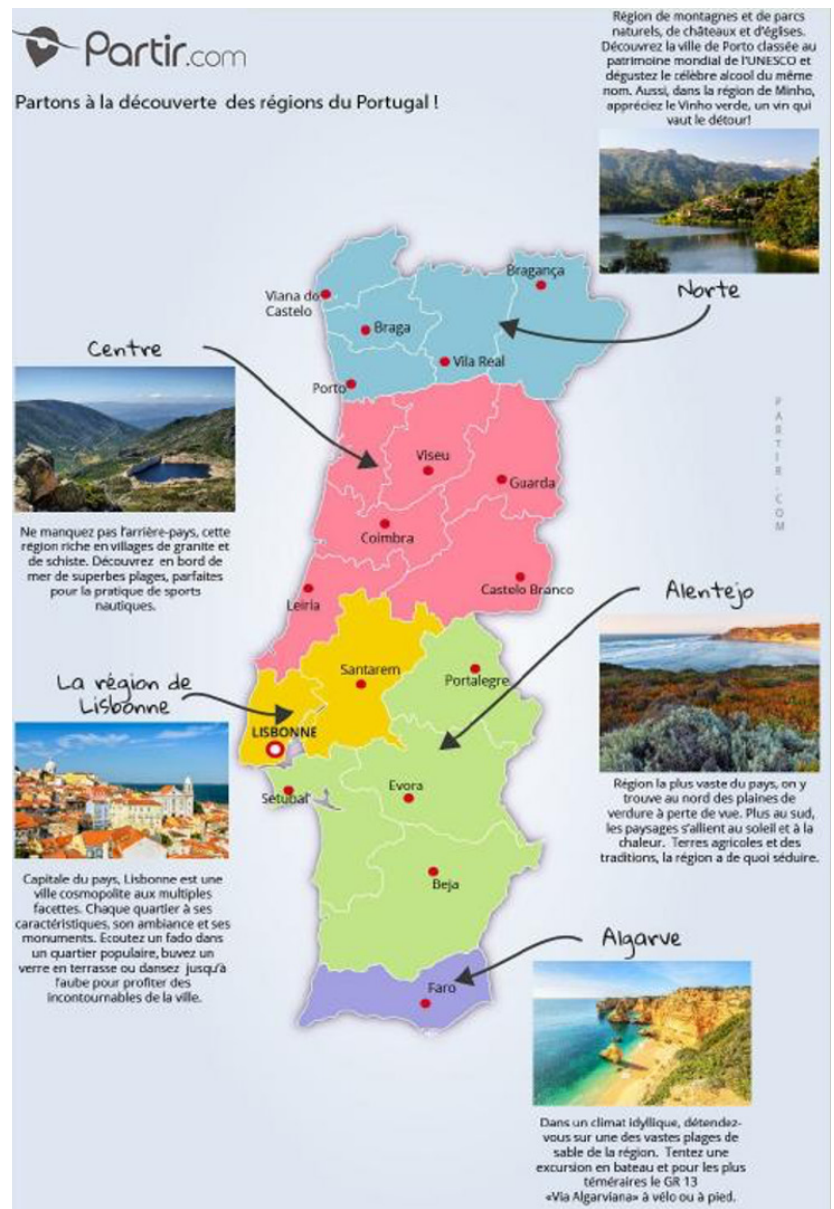 Partir.com
Partons à la découverte des régions du Portugal !
Région de montagnes et de parcs
naturels, de châteaux et d'églises.
Découvrez la ville de Porto classée au
patrimoine mondial de l'UNESCO et
dégustez le célèbre alcool du même
nom. Aussi, dans la région de Minho,
appréciez le Vinho verde, un vin qui
vaut le détour!
Norte
Bragança
Viana do
Castelo
Braga
Vila Real
Porto
Centre
Ne manquez pas l'arrière-pays, cette
région riche en villages de granite et
de schiste. Découvrez en bord de
mer de superbes plages, parfaites
pour la pratique de sports
nautiques.
Viseu
Guarda
Coimbra
Castelo Branco
Leiria
PARTIR.COM
Alentejo
Région la plus vaste du pays, on y
trouve au nord des plaines de
verdure à perte de vue. Plus au sud,
les paysages s'allient au soleil et à la
chaleur. Terres agricoles et des
traditions, la région a de quoi séduire.
La région de
Lisbonne
Santarem
Portalegre
LISBONNE
Setubal
Evora
Beja
Capitale du pays, Lisbonne est une
ville cosmopolite aux multiples
facettes. Chaque quartier à ses
caractéristiques, son ambiance et ses
monuments. Ecoutez un fado dans
un quartier populaire, buvez un
verre en terrasse ou dansez jusqu'à
l'aube pour profiter des
incontournables de la ville.
Algarve
Faro
Dans un climat idyllique, détendez-
vous sur une des vastes plages de
sable de la région. Tentez une
excursion en bateau et pour les plus
téméraires le GR 13
«Via Algarviana» à vélo ou à pied.